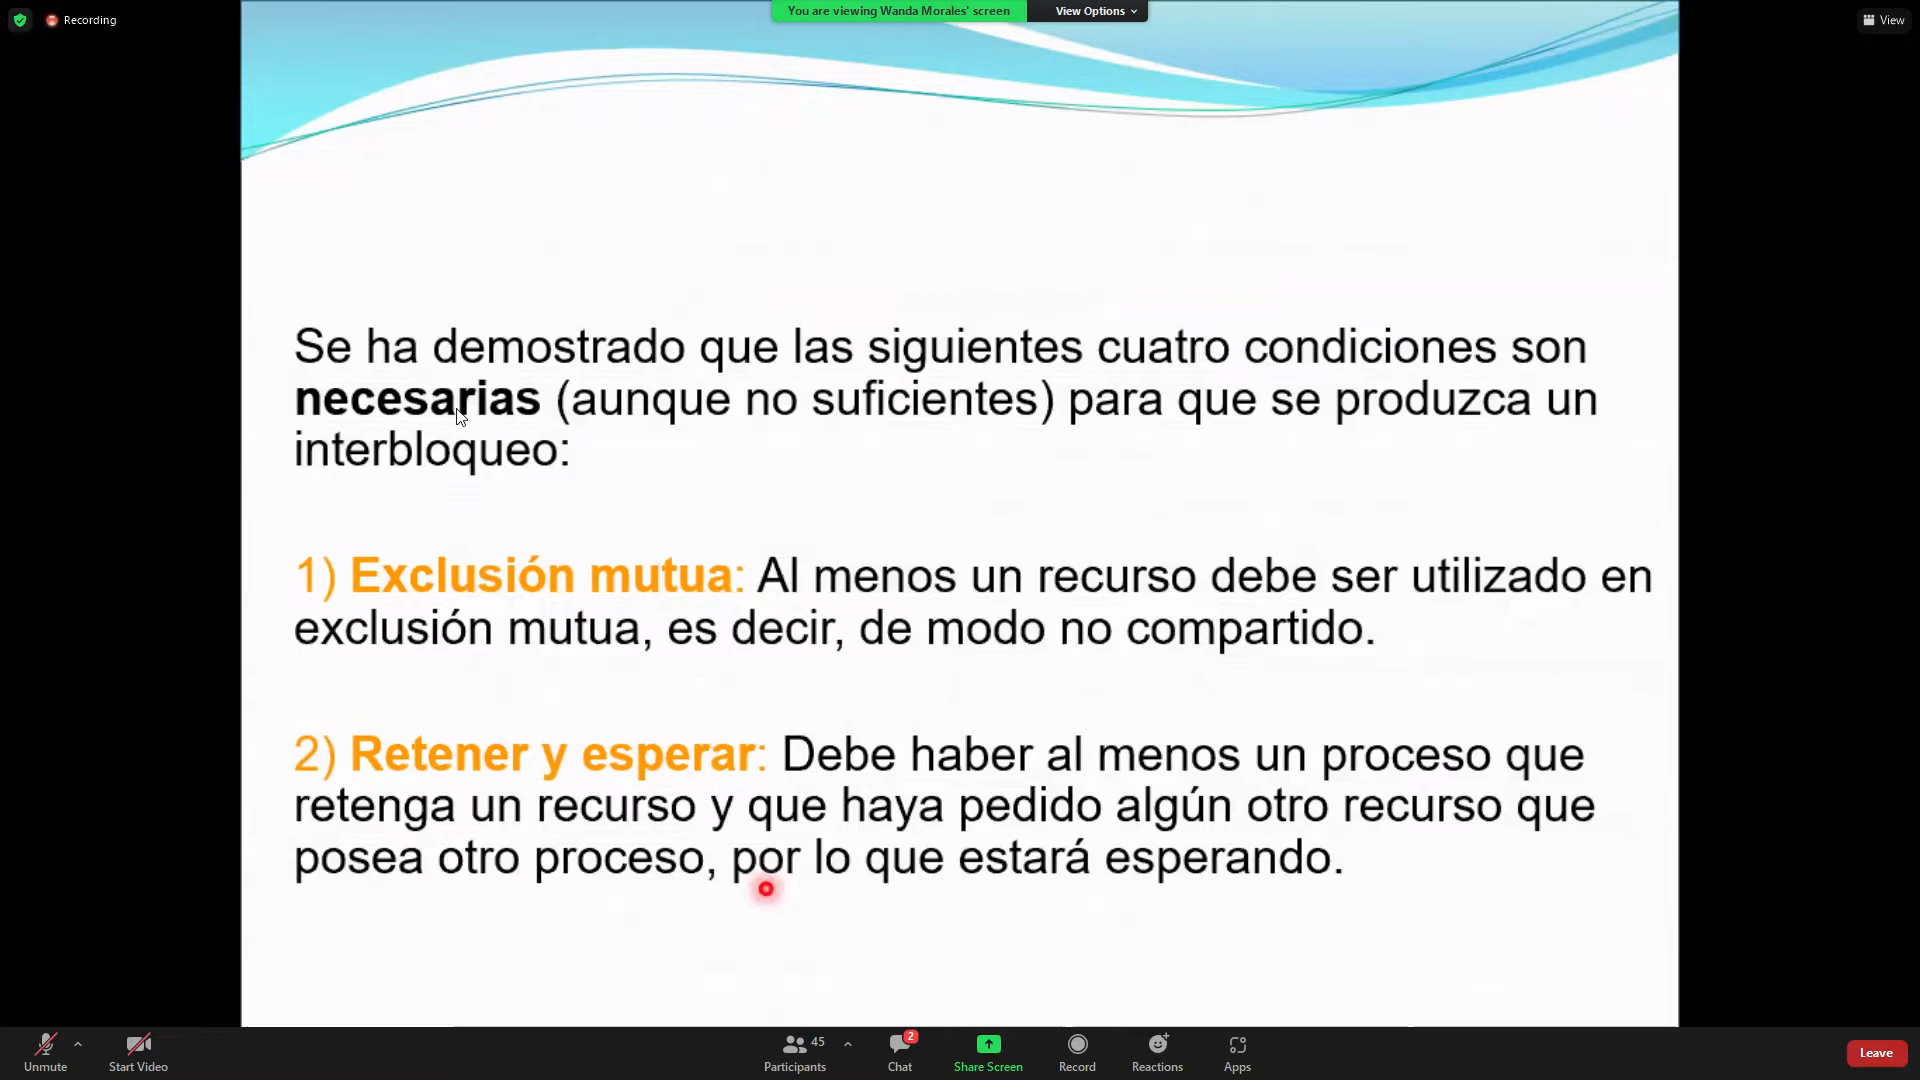 Recording
You are viewing Wanda Morales' screen
View Options
View
Se ha demostrado que las siguientes cuatro condiciones son
necesarias (aunque no suficientes) para que se produzca un
interbloqueo:
1) Exclusión mutua: Al menos un recurso debe ser utilizado en
exclusión mutua, es decir, de modo no compartido.
2) Retener y esperar: Debe haber al menos un proceso que
retenga un recurso y que haya pedido algún otro recurso que
posea otro proceso, por lo que estará esperando.
Unmute
Start Video
45
Participants
2
Chat
Share Screen
Record
Reactions
Apps
Leave